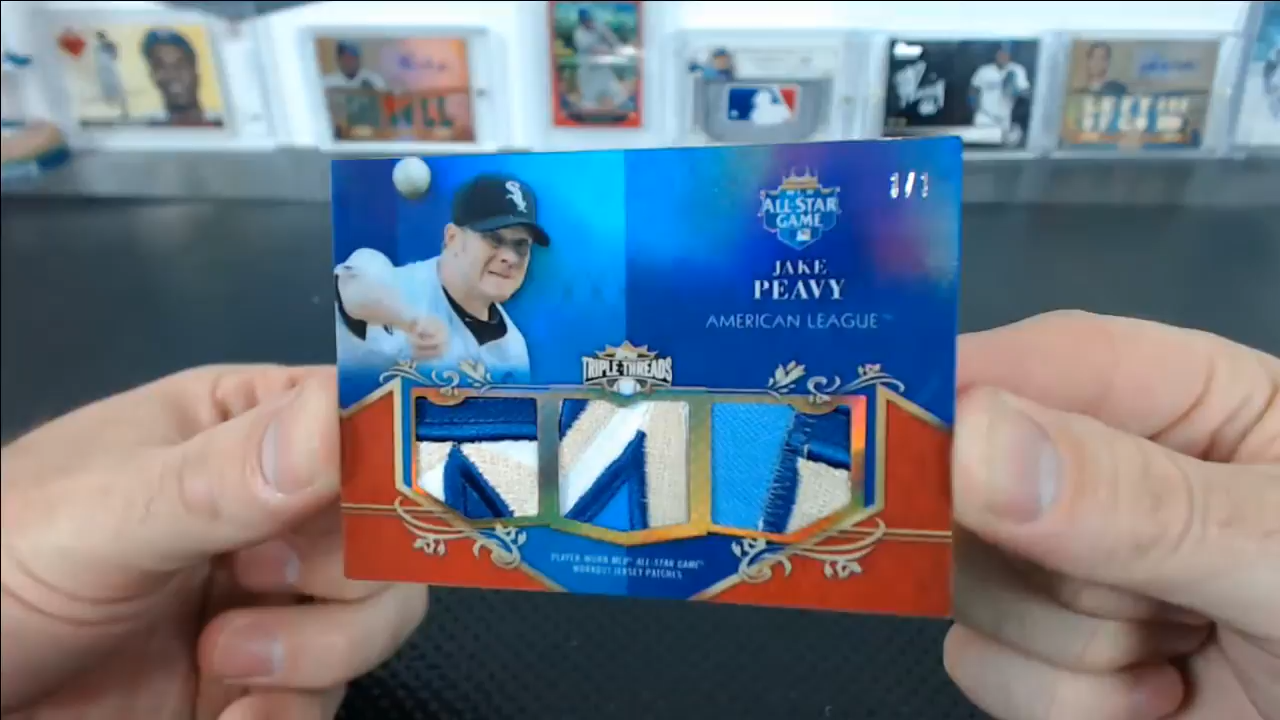 1/1
ALL-STAR
GAME
JAKE
PEAVY
AMERICAN LEAGUE™
TRIPLE THREADS
PLAYER-WORN MLB® ALL-STAR GAME®
WORKOUT JERSEY PATCHES